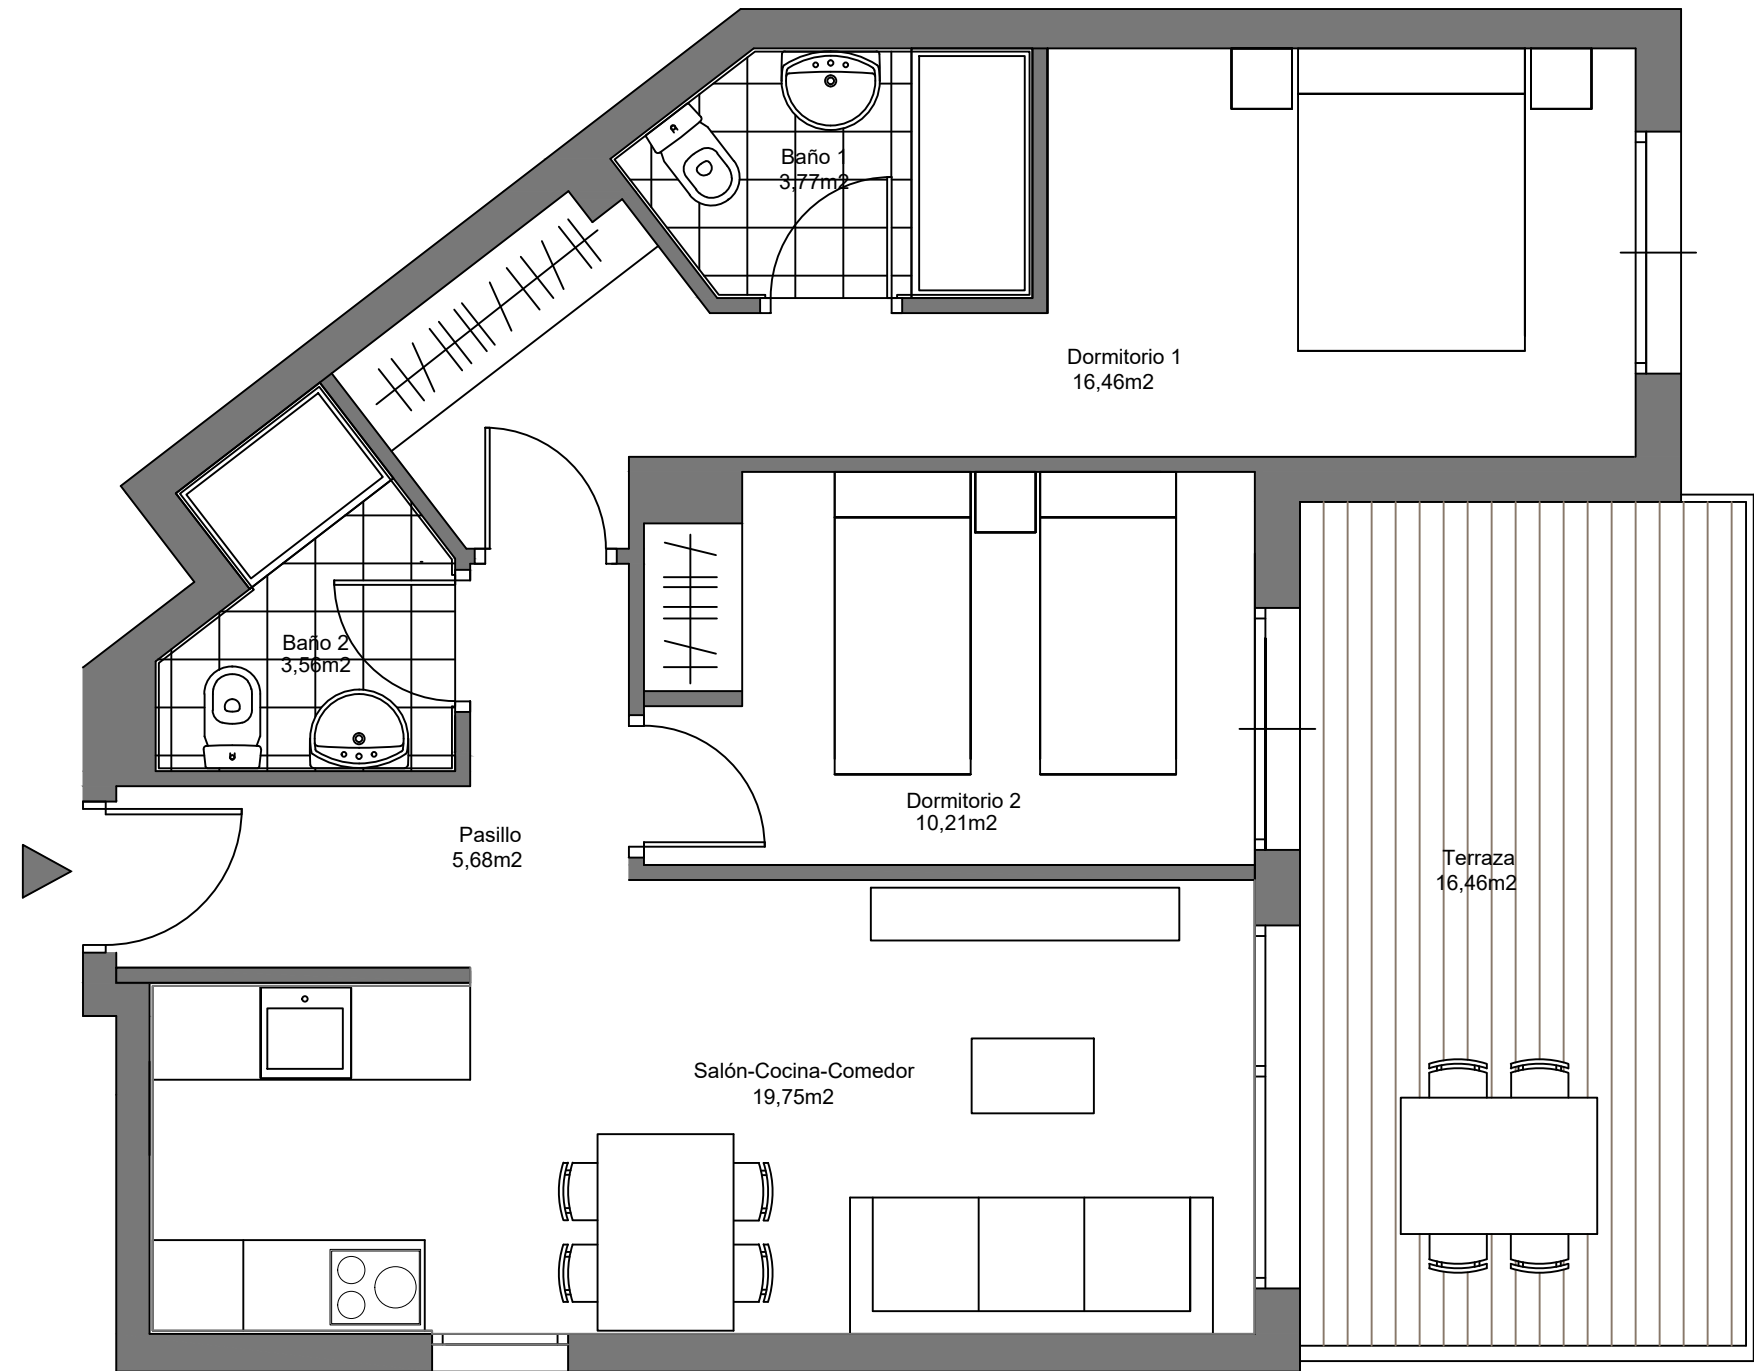 Baño 1
3,77m2
Dormitorio 1
16,46m2
Baño 2
3,56m2
Dormitorio 2
10,21m2
Pasillo
5,68m2
Terraza
16,46m2
Salón-Cocina-Comedor
19,75m2